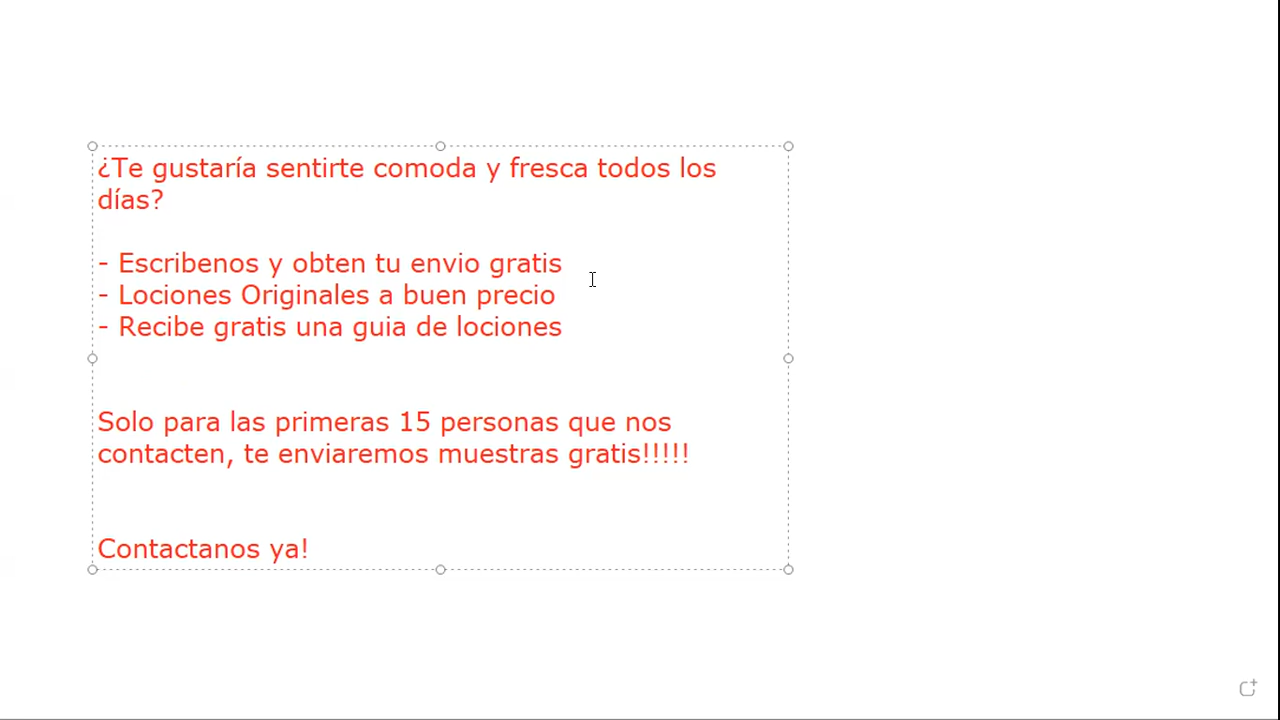 ¿Te gustaría sentirte comoda y fresca todos los
días?
- Escribenos y obten tu envio gratis
- Lociones Originales a buen precio
- Recibe gratis una guia de lociones
Solo para las primeras 15 personas que nos
contacten, te enviaremos muestras gratis!!!!!
Contactanos ya!